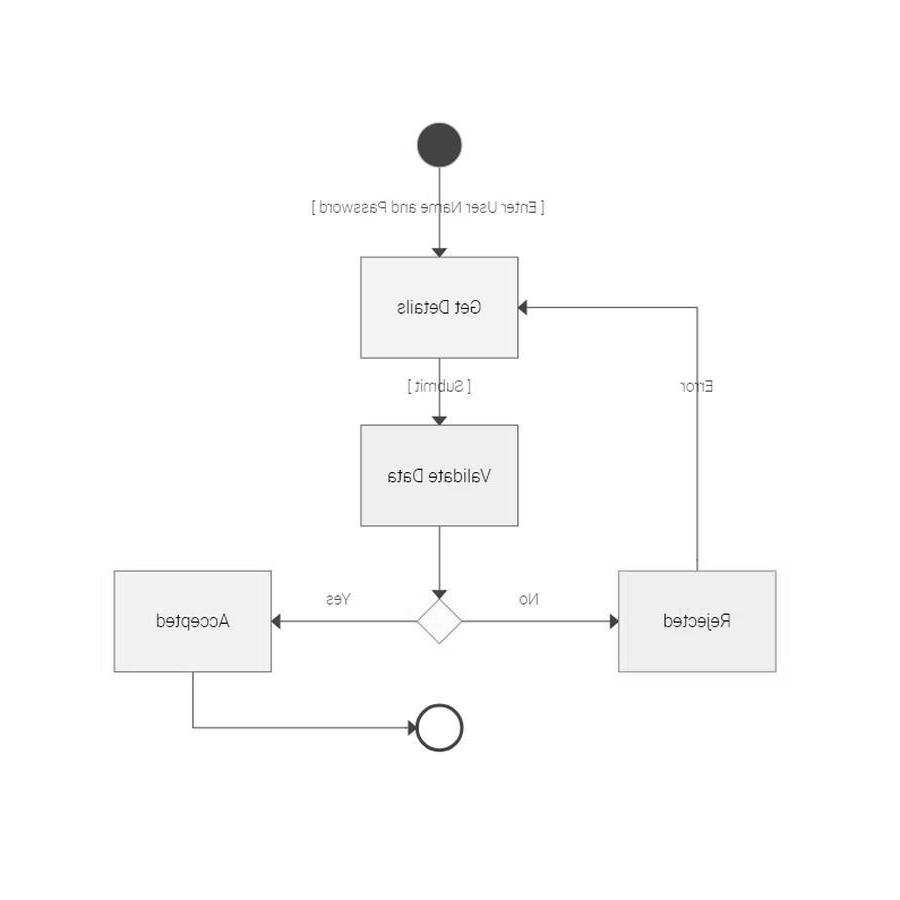 [ Enter User Name and Password ]
Get Details
[ Submit ]
Error
Validate Data
Yes
No
Accepted
Rejected